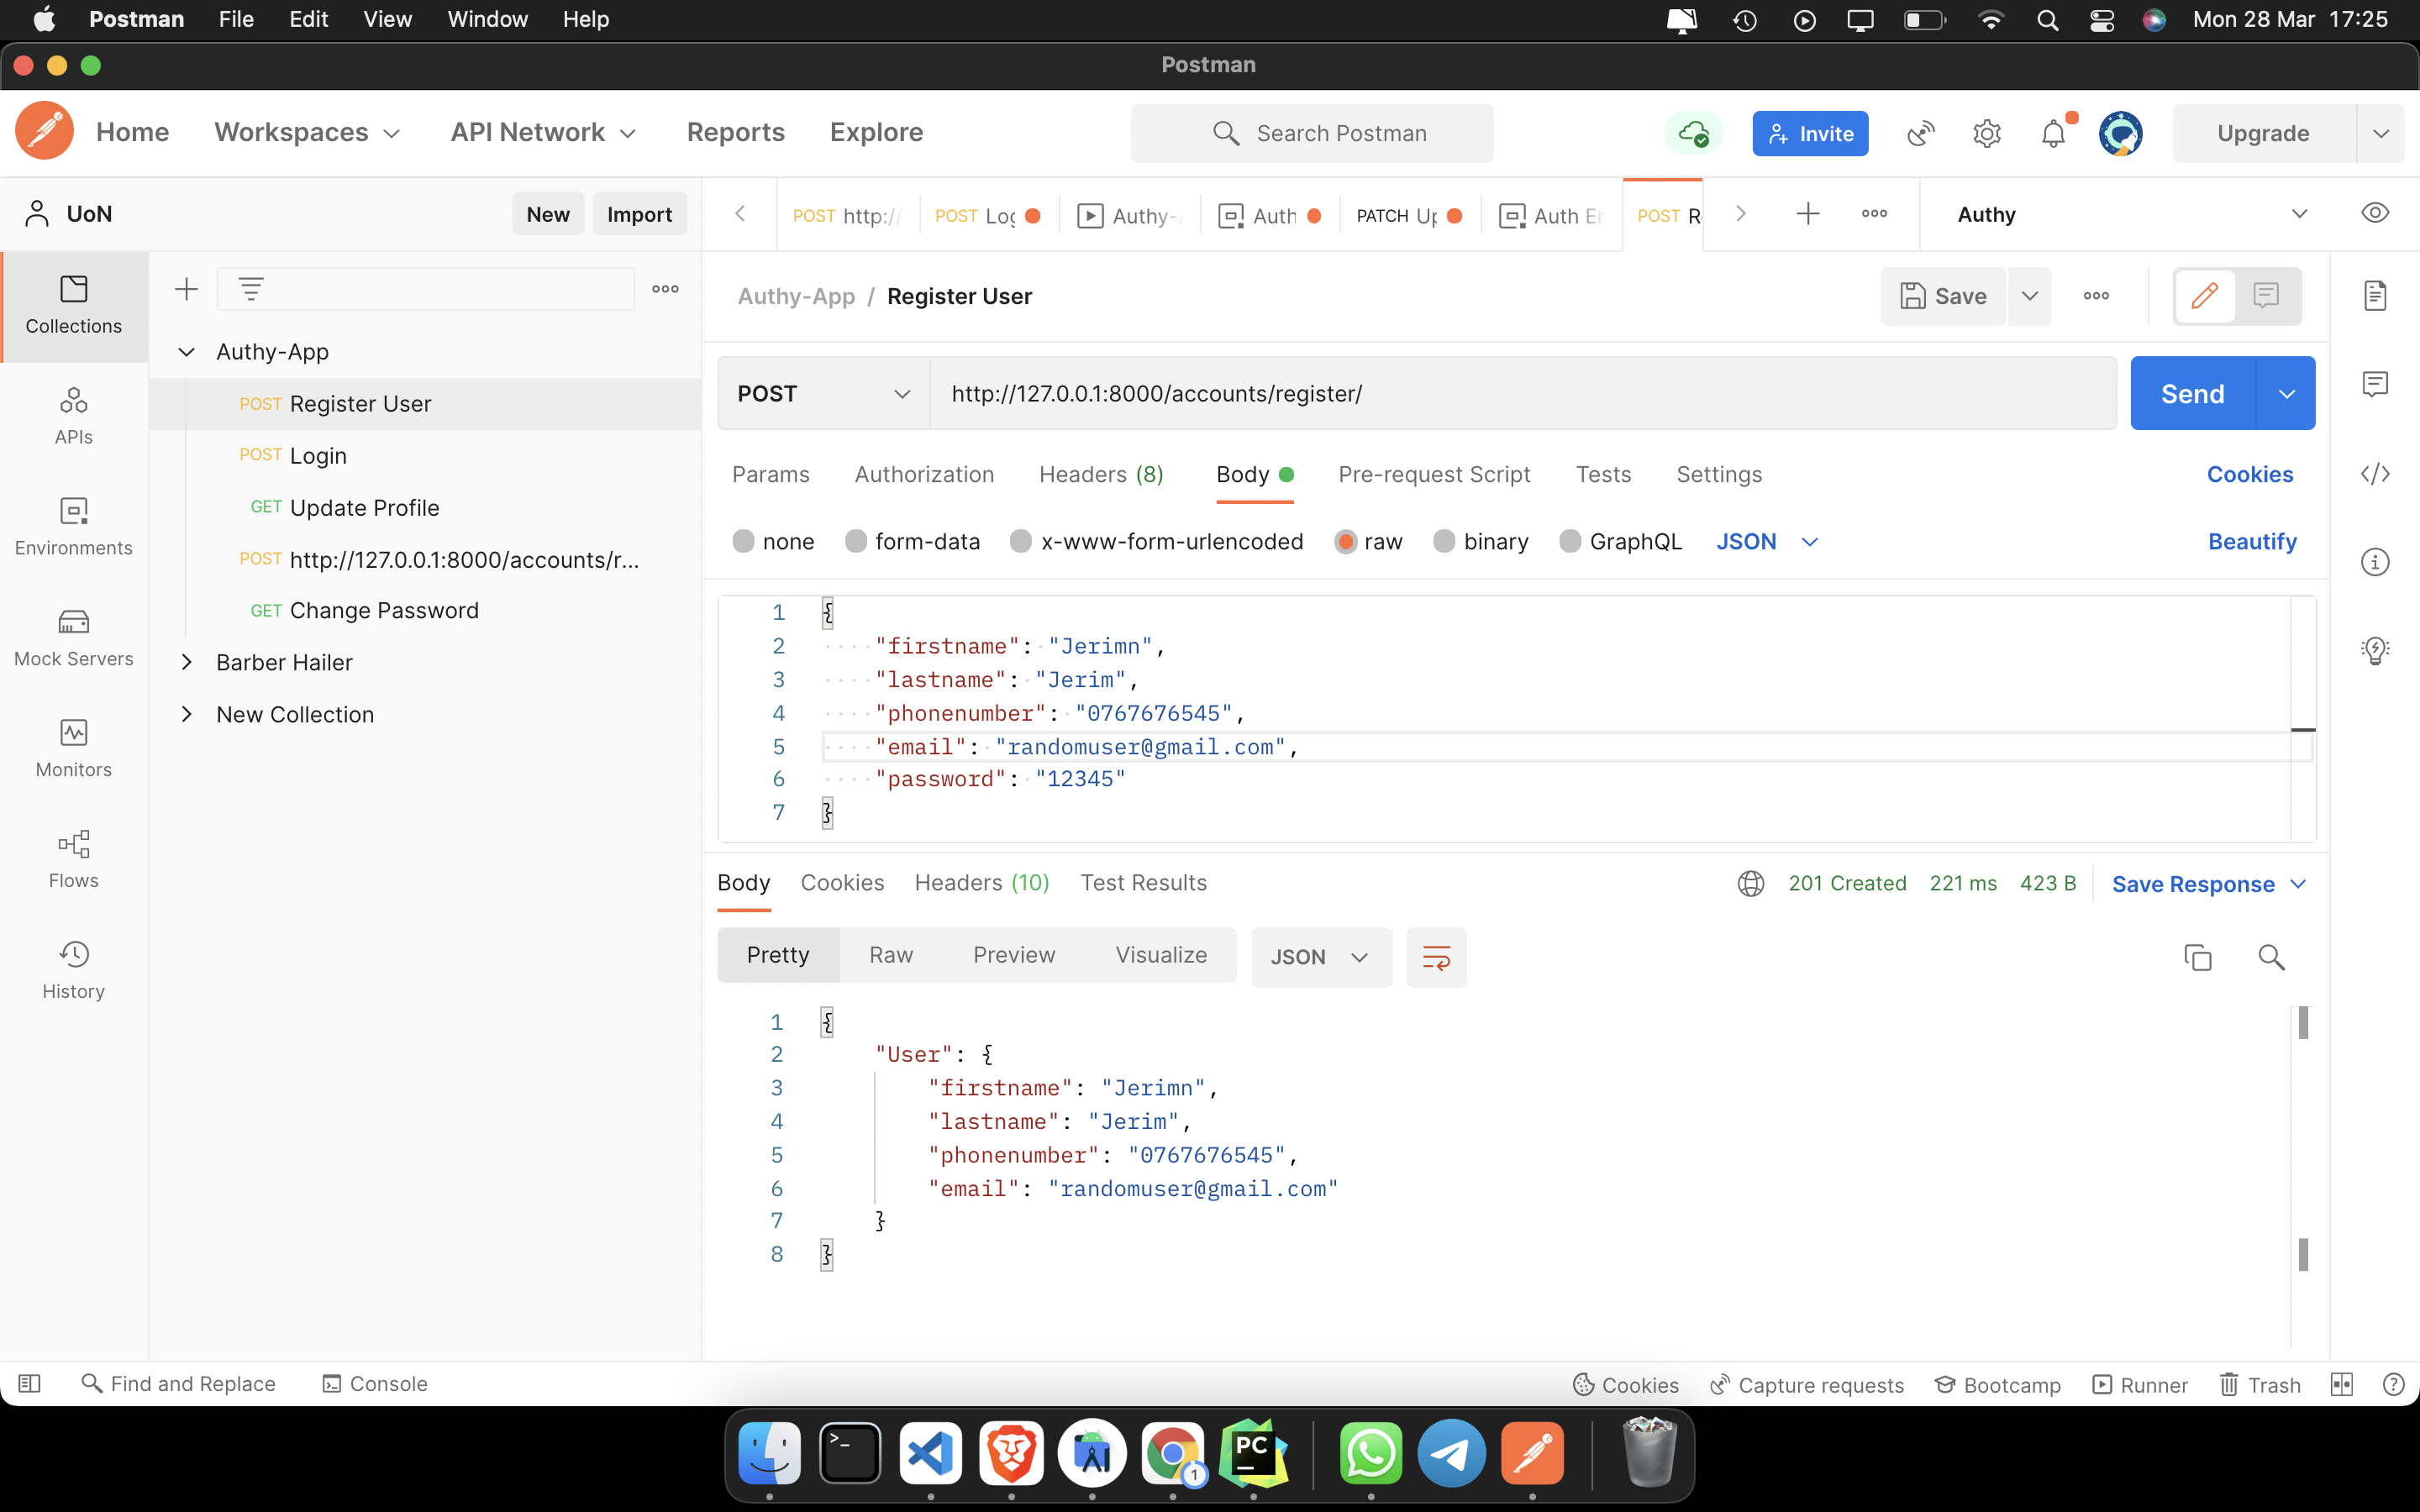 Postman File Edit View Window Help Mon 28 Mar 17:25
Postman
Home Workspaces API Network Reports Explore Search Postman Invite Upgrade
UoN New Import
POST http:/ POST Log Authy- Auth PATCH Up Auth En POST Re Authy
Collections
APIs
Environments
Mock Servers
Monitors
Flows
History
Authy-App
POST Register User
POST Login
GET Update Profile
POST http://127.0.0.1:8000/accounts/r...
GET Change Password
Barber Hailer
New Collection
Authy-App / Register User Save
POST http://127.0.0.1:8000/accounts/register/ Send
Params Authorization Headers (8) Body Pre-request Script Tests Settings Cookies
none form-data x-www-form-urlencoded raw binary GraphQL JSON Beautify
1 {
2 "firstname": "Jerimn",
3 "lastname": "Jerim",
4 "phonenumber": "0767676545",
5 "email": "randomuser@gmail.com",
6 "password": "12345"
7 }
Body Cookies Headers (10) Test Results 201 Created 221 ms 423 B Save Response
Pretty Raw Preview Visualize JSON
1 {
2 "User": {
3 "firstname": "Jerimn",
4 "lastname": "Jerim",
5 "phonenumber": "0767676545",
6 "email": "randomuser@gmail.com"
7 }
8 }
Find and Replace Console Cookies Capture requests Bootcamp Runner Trash
>_ 1 PC